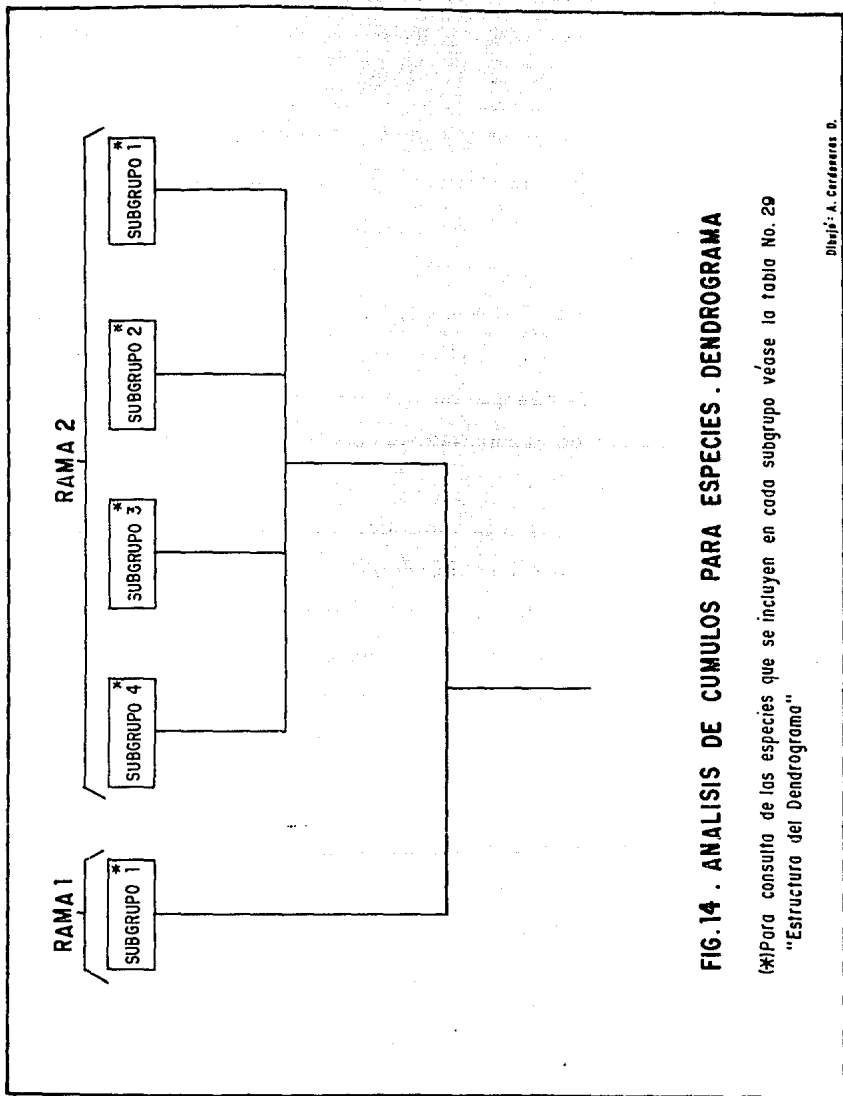 RAMA 1
RAMA 2
SUBGRUPO 1 *
SUBGRUPO 4 *
SUBGRUPO 3 *
SUBGRUPO 2 *
SUBGRUPO 1 *
FIG. 14 . ANALISIS DE CUMULOS PARA ESPECIES . DENDROGRAMA
(*)Para consulta de las especies que se incluyen en cada subgrupo véase la tabla No. 29
"Estructura del Dendrograma"
Dibujó: A. Cardeneras D.